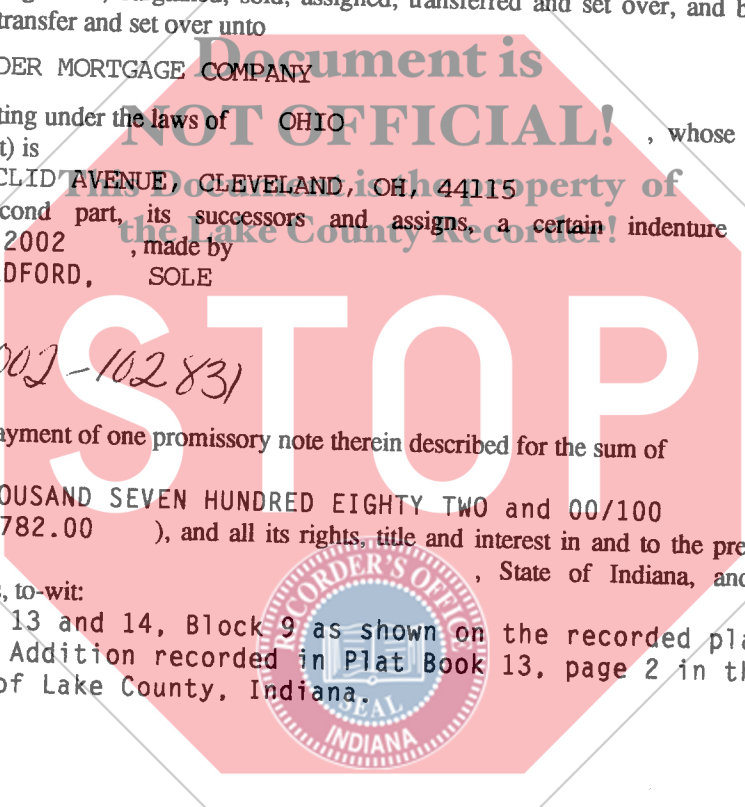 transfer and set over unto
DER MORTGAGE COMPANY
Document is
ting under the laws of OHIO , whose
NOT OFFICIAL!
t) is
CLID AVENUE, CLEVELAND, OH, 44115
This Document is the property of
cond part, its successors and assigns, a certain indenture
the Lake County Recorder!
2002 , made by
DFORD, SOLE
STOP
002-102831
ayment of one promissory note therein described for the sum of
OUSAND SEVEN HUNDRED EIGHTY TWO and 00/100
782.00 ), and all its rights, title and interest in and to the pre
, State of Indiana, and
, to-wit:
13 and 14, Block 9 as shown on the recorded pla
Addition recorded in Plat Book 13, page 2 in th
of Lake County, Indiana.
RECORDER'S OFFICE
SEAL
INDIANA